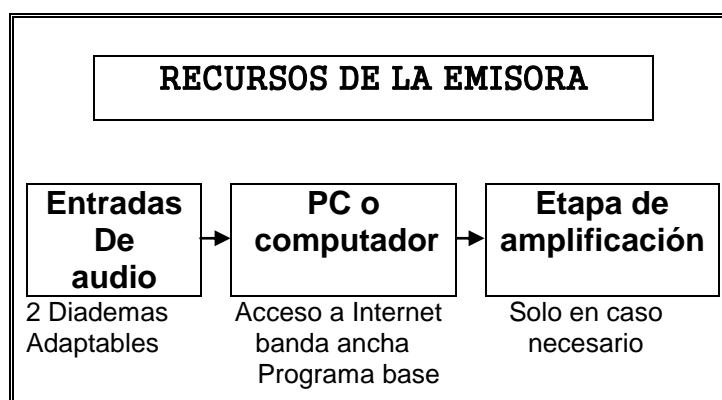 RECURSOS DE LA EMISORA
Entradas
De
audio
2 Diademas
Adaptables
PC o
computador
Acceso a Internet
banda ancha
Programa base
Etapa de
amplificación
Solo en caso
necesario